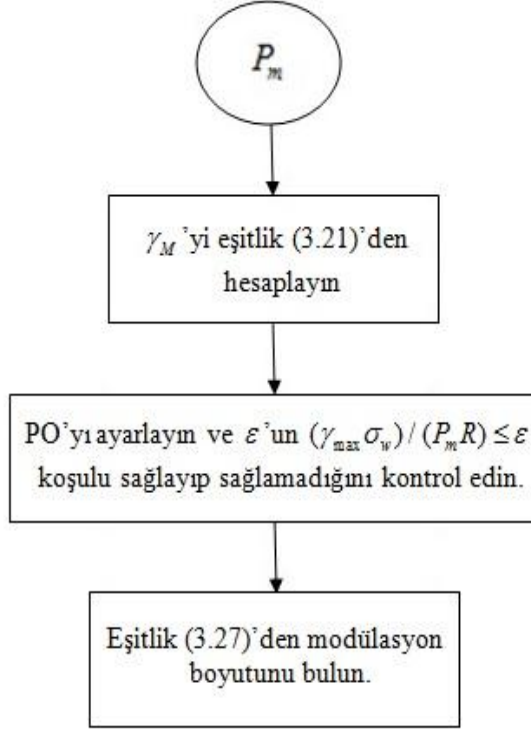 P_m
γ_M 'yi eşitlik (3.21)'den
hesaplayın
PO'yı ayarlayın ve ε'un (γ_max σ_w) / (P_m R) ≤ ε
koşulu sağlayıp sağlamadığını kontrol edin.
Eşitlik (3.27)'den modülasyon
boyutunu bulun.